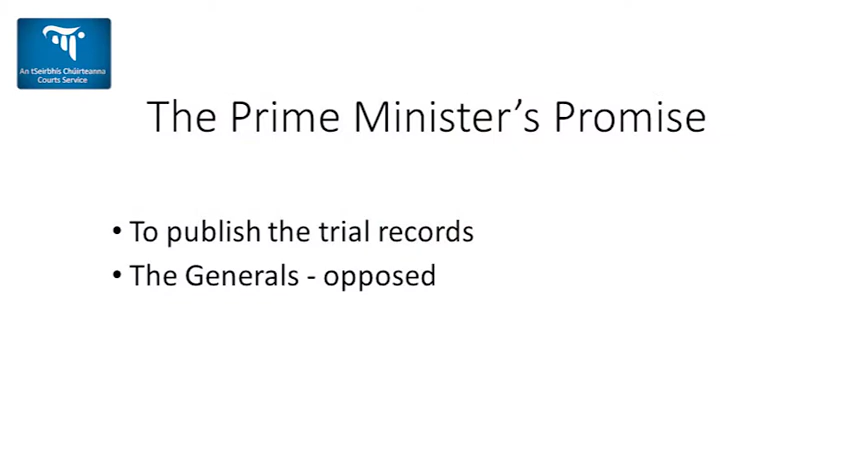 An tSeirbhís Chúirteanna
Courts Service
The Prime Minister’s Promise
• To publish the trial records
• The Generals - opposed